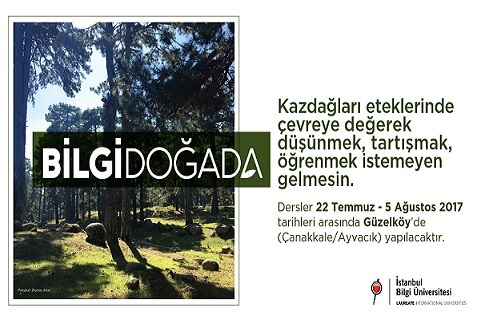 BİLGİDOĞADA
Kazdağları eteklerinde
çevreye değerek
düşünmek, tartışmak,
öğrenmek istemeyen
gelmesin.
Dersler 22 Temmuz - 5 Ağustos 2017
tarihleri arasında Güzelköy'de
(Çanakkale/Ayvacık) yapılacaktır.
İstanbul
Bilgi Üniversitesi
LAUREATE INTERNATIONAL UNIVERSITIES